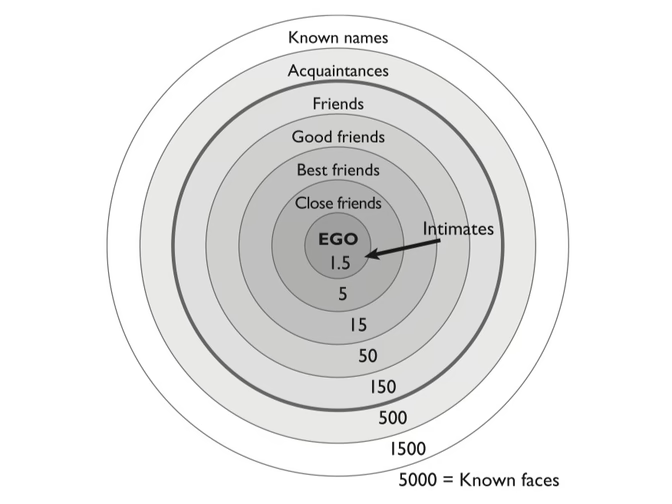 Known names
Acquaintances
Friends
Good friends
Best friends
Close friends
Intimates
EGO
1.5
5
15
50
150
500
1500
5000 = Known faces